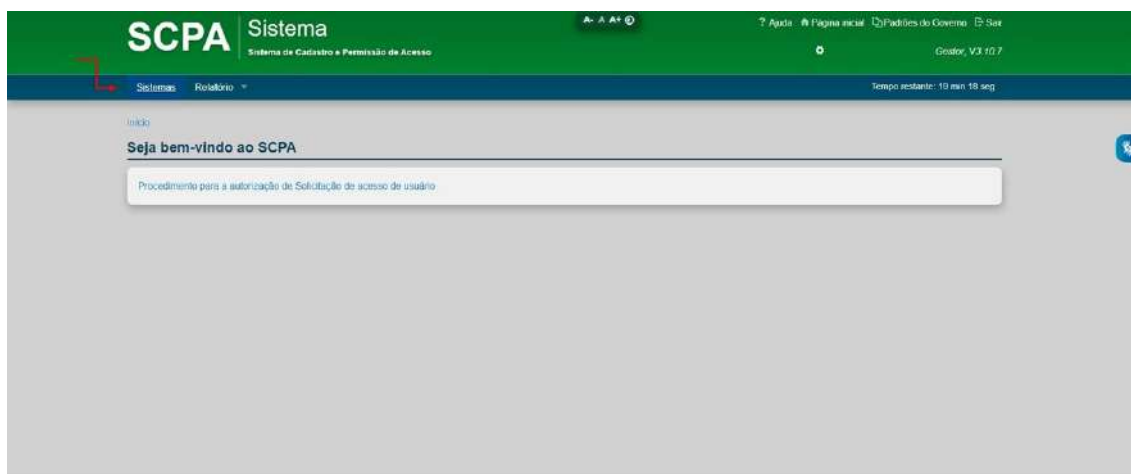 SCPA
Sistema
Sistema de Cadastro e Permissão de Acesso
A- A A+
? Ajuda Página inicial Padrões do Governo Sair
Gestor, V3.10.7
Sistemas Relatório
Tempo restante: 19 min 18 seg
Início
Seja bem-vindo ao SCPA
Procedimento para a autorização de Solicitação de acesso de usuário